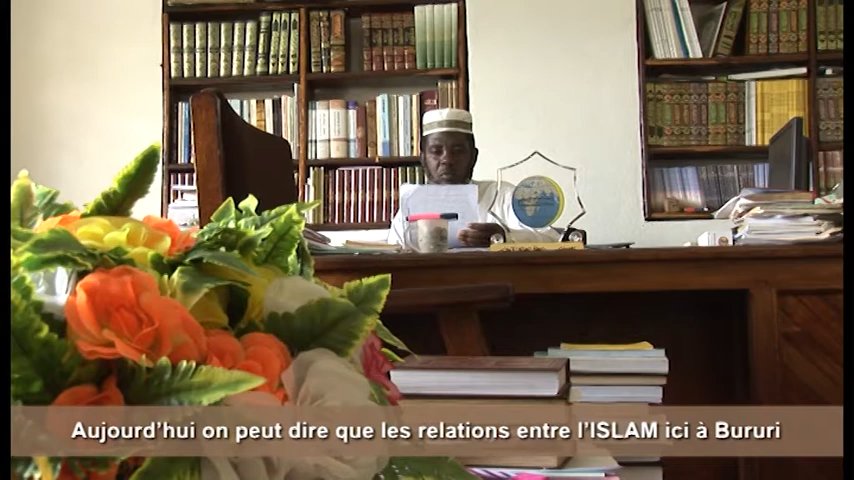 Aujourd'hui on peut dire que les relations entre l'ISLAM ici à Bururi